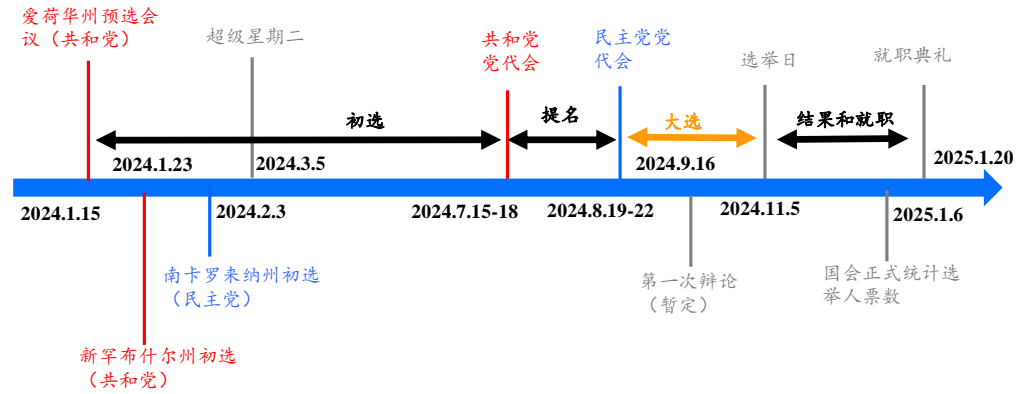 爱荷华州预选会
议（共和党）
超级星期二
共和党
党代会
民主党党
代会
选举日
就职典礼
初选
提名
大选
结果和就职
2024.1.23
2024.3.5
2024.9.16
2025.1.20
2024.1.15
2024.2.3
2024.7.15-18
2024.8.19-22
2024.11.5
2025.1.6
南卡罗来纳州初选
（民主党）
第一次辩论
（暂定）
国会正式统计选
举人票数
新罕布什尔州初选
（共和党）